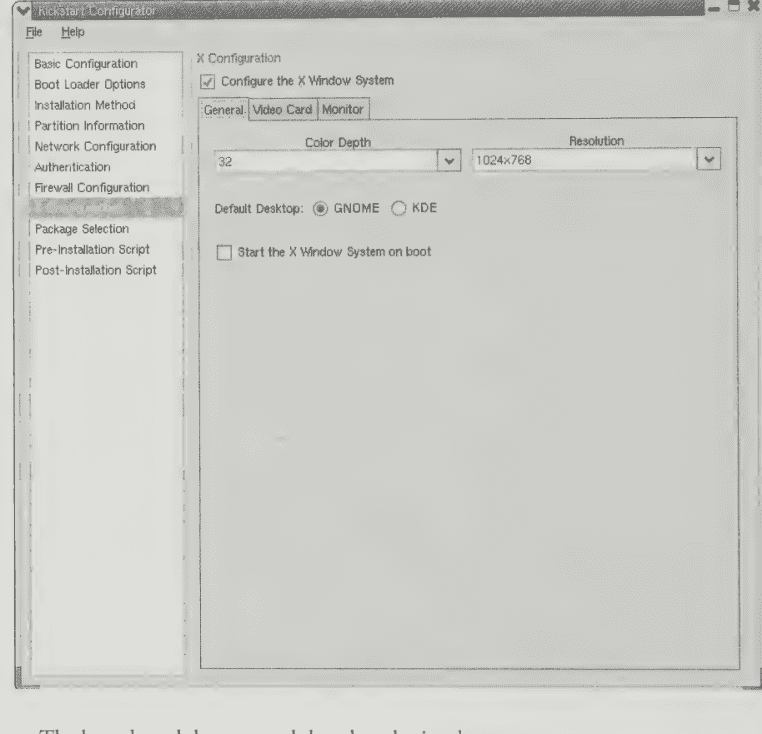 Kickstart Configurator
File Help
Basic Configuration
Boot Loader Options
Installation Method
Partition Information
Network Configuration
Authentication
Firewall Configuration
Package Selection
Pre-Installation Script
Post-Installation Script
X Configuration
Configure the X Window System
General Video Card Monitor
Color Depth Resolution
32 1024x768
Default Desktop: GNOME KDE
Start the X Window System on boot